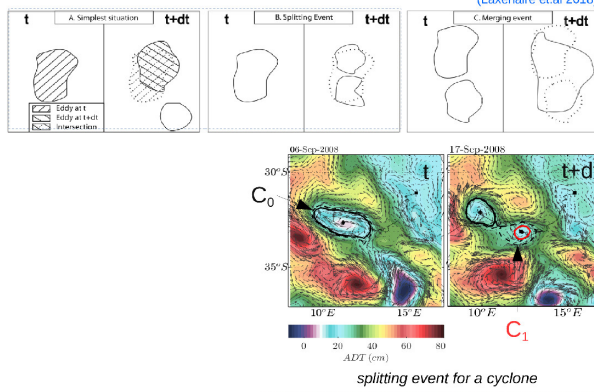 (Laxenaire et.al 2018)
t A. Simplest situation t+dt
Eddy at t
Eddy at t+dt
Intersection
t B. Splitting Event t+dt
t C. Merging event t+dt
06-Sep-2008
17-Sep-2008
30°S
30°S
t
t+dt
C0
35°S
35°S
10°E 15°E
10°E 15°E
C1
0 20 40 60 80
ADT (cm)
splitting event for a cyclone